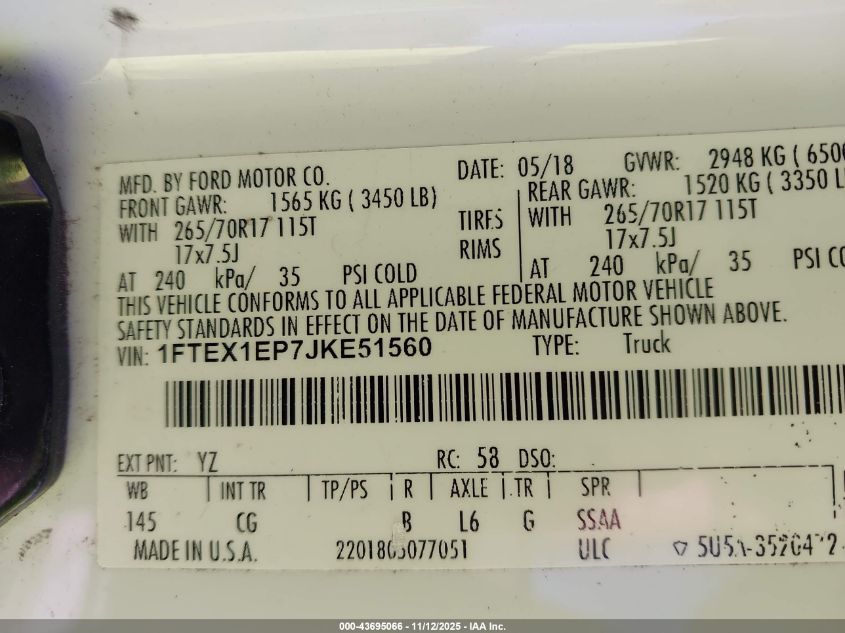 MFD. BY FORD MOTOR CO. DATE: 05/18 GVWR: 2948 KG ( 6500
FRONT GAWR: 1565 KG ( 3450 LB) REAR GAWR: 1520 KG ( 3350 L
WITH 265/70R17 115T TIRES WITH 265/70R17 115T
17x7.5J RIMS 17x7.5J
AT 240 kPa/ 35 PSI COLD AT 240 kPa/ 35 PSI CO
THIS VEHICLE CONFORMS TO ALL APPLICABLE FEDERAL MOTOR VEHICLE
SAFETY STANDARDS IN EFFECT ON THE DATE OF MANUFACTURE SHOWN ABOVE.
VIN: 1FTEX1EP7JKE51560 TYPE: Truck
EXT PNT: YZ RC: 58 DSO:
WB INT TR TP/PS R AXLE TR SPR
145 CG B L6 G SSAA
MADE IN U.S.A. ULC
000-43695066 - 11/12/2025 - IAA Inc.